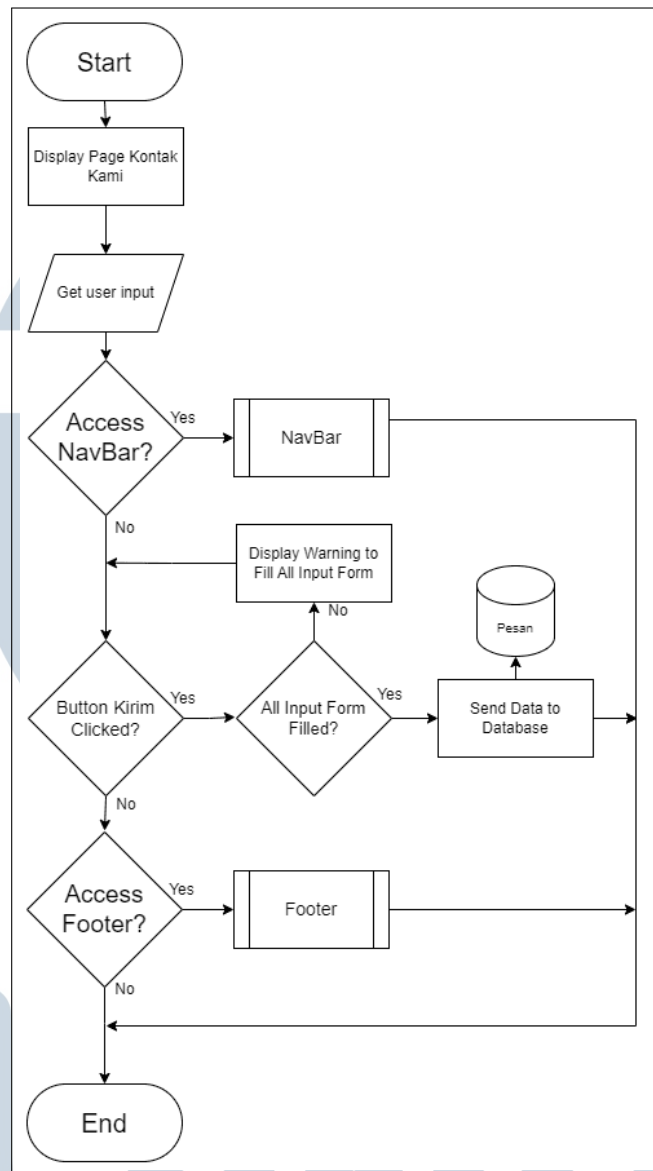 Start
Display Page Kontak
Kami
Get user input
Access
NavBar?
Yes
NavBar
No
Display Warning to
Fill All Input Form
No
Pesan
Button Kirim
Clicked?
Yes
All Input Form
Filled?
Yes
Send Data to
Database
No
Access
Footer?
Yes
Footer
No
End